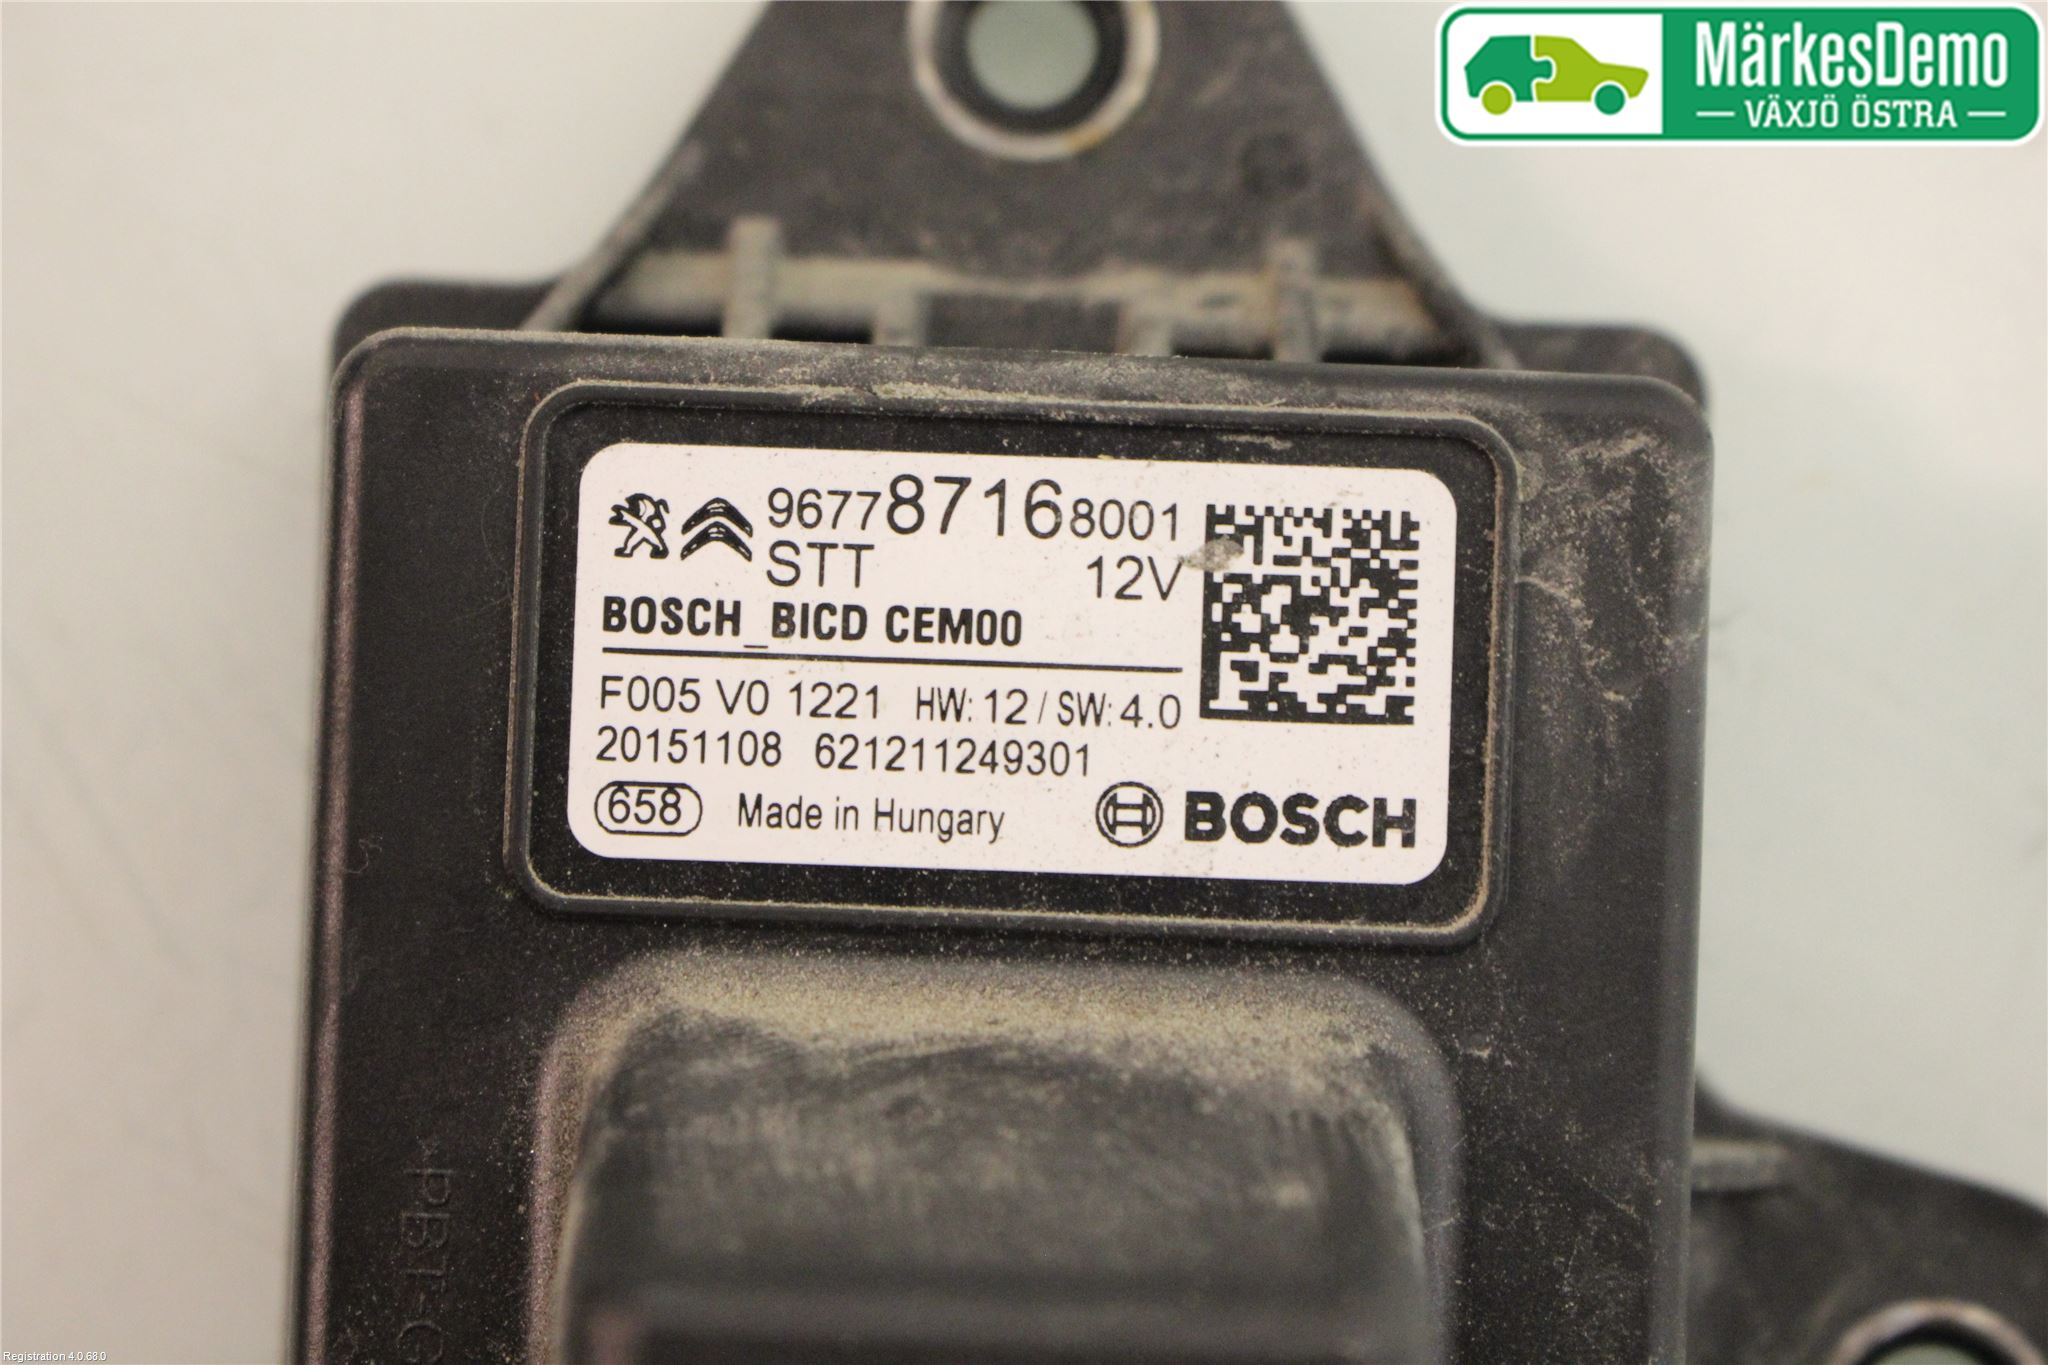 MärkesDemo
VÄXJÖ ÖSTRA
967787168001
STT 12V
BOSCH_BICD CEM00
F005 V0 1221 HW: 12 / SW: 4.0
20151108 621211249301
658 Made in Hungary BOSCH
Registration 4.0.68.0